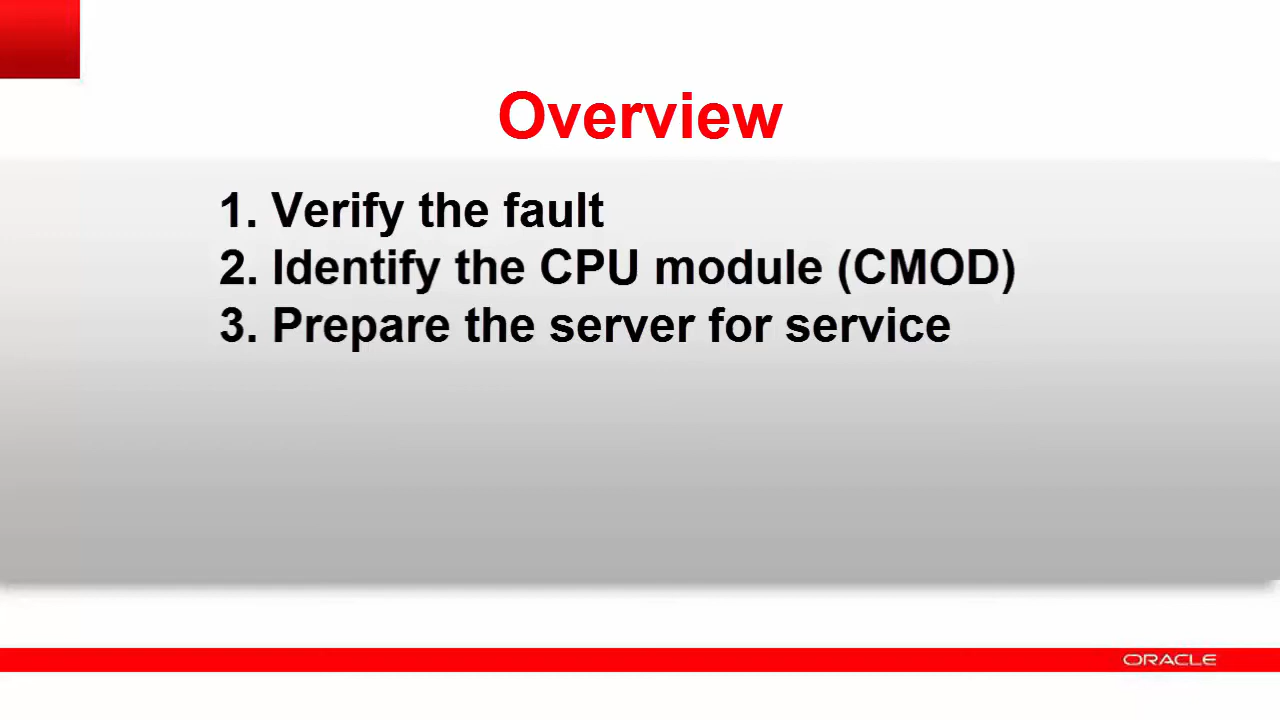 Overview
1. Verify the fault
2. Identify the CPU module (CMOD)
3. Prepare the server for service
ORACLE